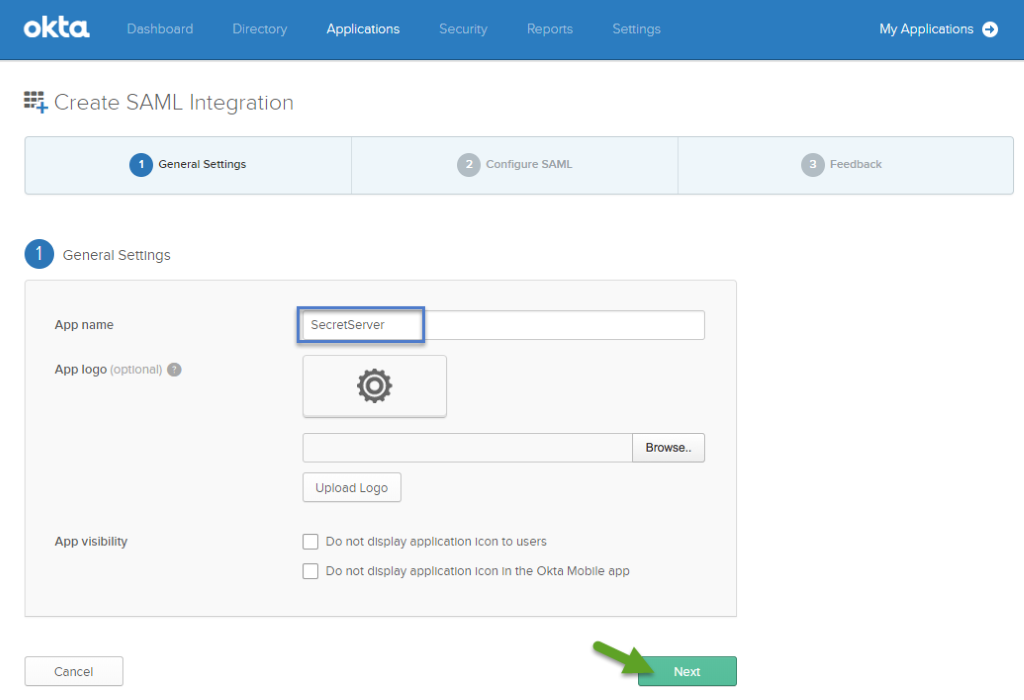 okta Dashboard Directory Applications Security Reports Settings My Applications
Create SAML Integration
1 General Settings 2 Configure SAML 3 Feedback
1 General Settings
App name SecretServer
App logo (optional) ?
Browse..
Upload Logo
App visibility Do not display application icon to users
Do not display application icon in the Okta Mobile app
Cancel Next